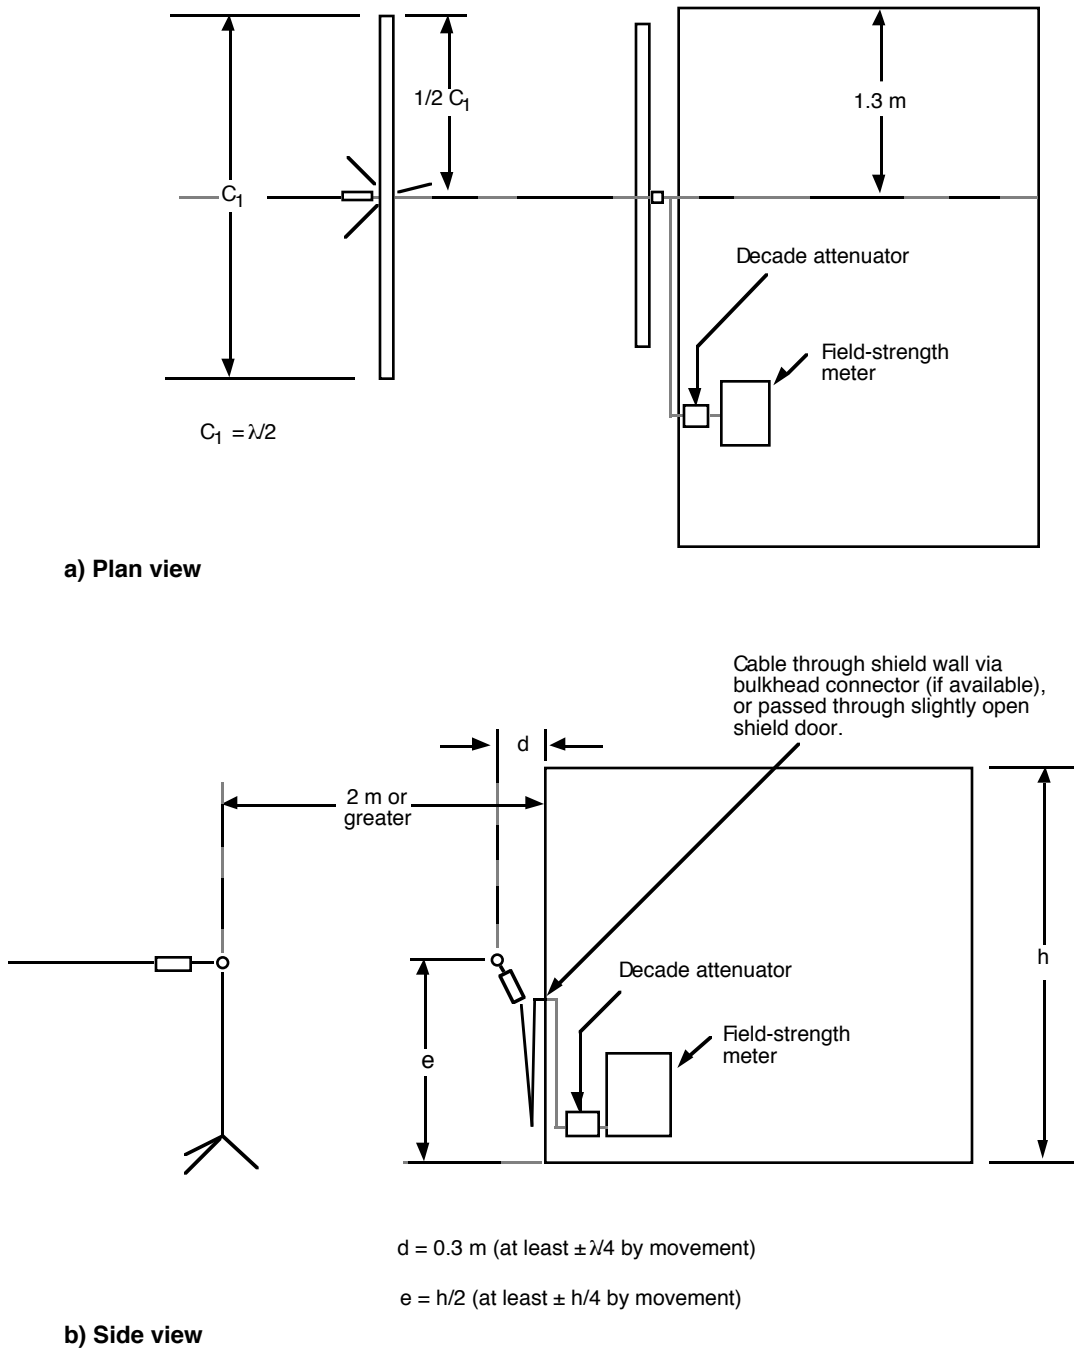 1/2 C1
1.3 m
C1
Decade attenuator
Field-strength
meter
C1 = λ/2
a) Plan view
Cable through shield wall via
bulkhead connector (if available),
or passed through slightly open
shield door.
d
2 m or
greater
h
Decade attenuator
Field-strength
meter
e
d = 0.3 m (at least ± λ/4 by movement)
e = h/2 (at least ± h/4 by movement)
b) Side view